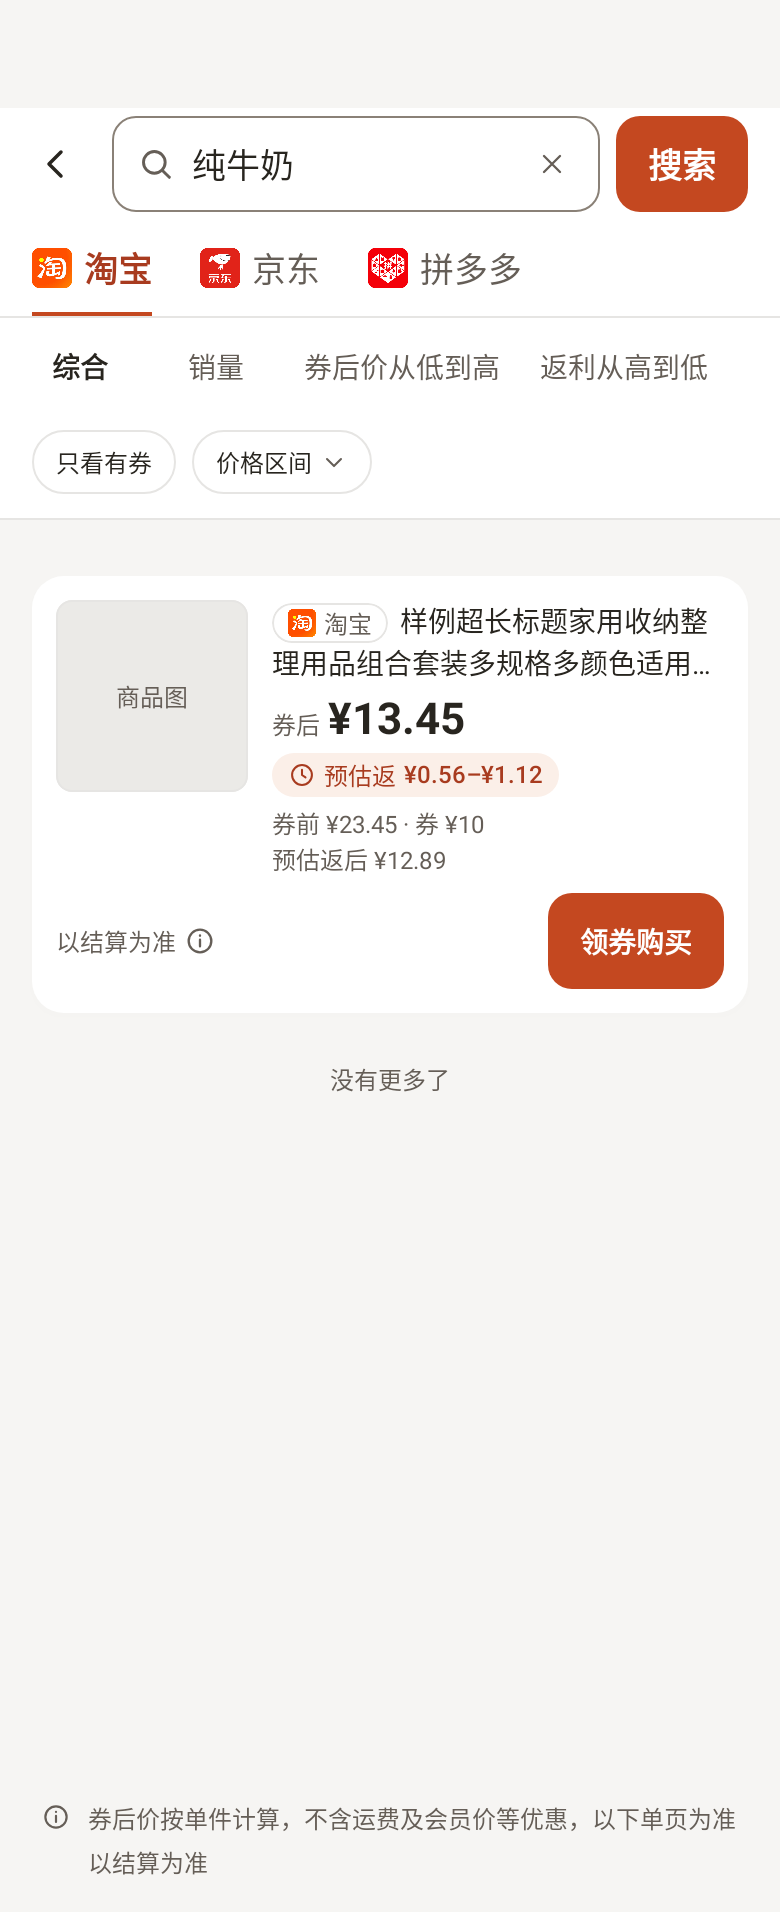 纯牛奶
搜索
淘 淘宝
京东 京东
拼多多
综合 销量 券后价从低到高 返利从高到低
只看有券 价格区间
商品图
淘 淘宝 样例超长标题家用收纳整
理用品组合套装多规格多颜色适用...
券后 ¥13.45
预估返 ¥0.56–¥1.12
券前 ¥23.45 · 券 ¥10
预估返后 ¥12.89
以结算为准
领券购买
没有更多了
券后价按单件计算，不含运费及会员价等优惠，以下单页为准
以结算为准